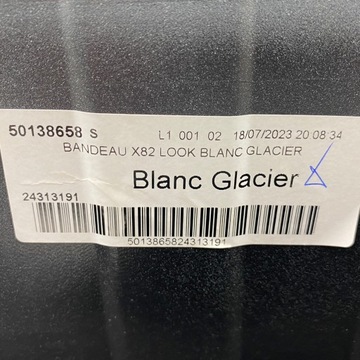 50138658 S L1 001 02 18/07/2023 20 08 34
BANDEAU X82 LOOK BLANC GLACIER
Blanc Glacier
24313191
5013865824313191